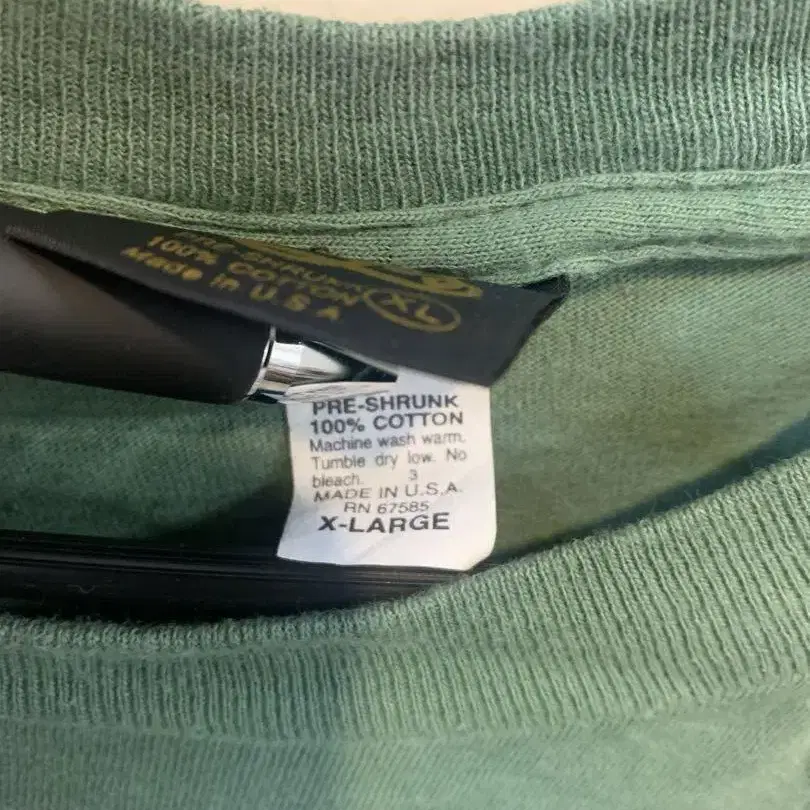 PRE-SHRUNK
100% COTTON XL
Made in U.S.A
PRE-SHRUNK
100% COTTON
Machine wash warm.
Tumble dry low. No
bleach. 3
MADE IN U.S.A.
RN 67585
X-LARGE